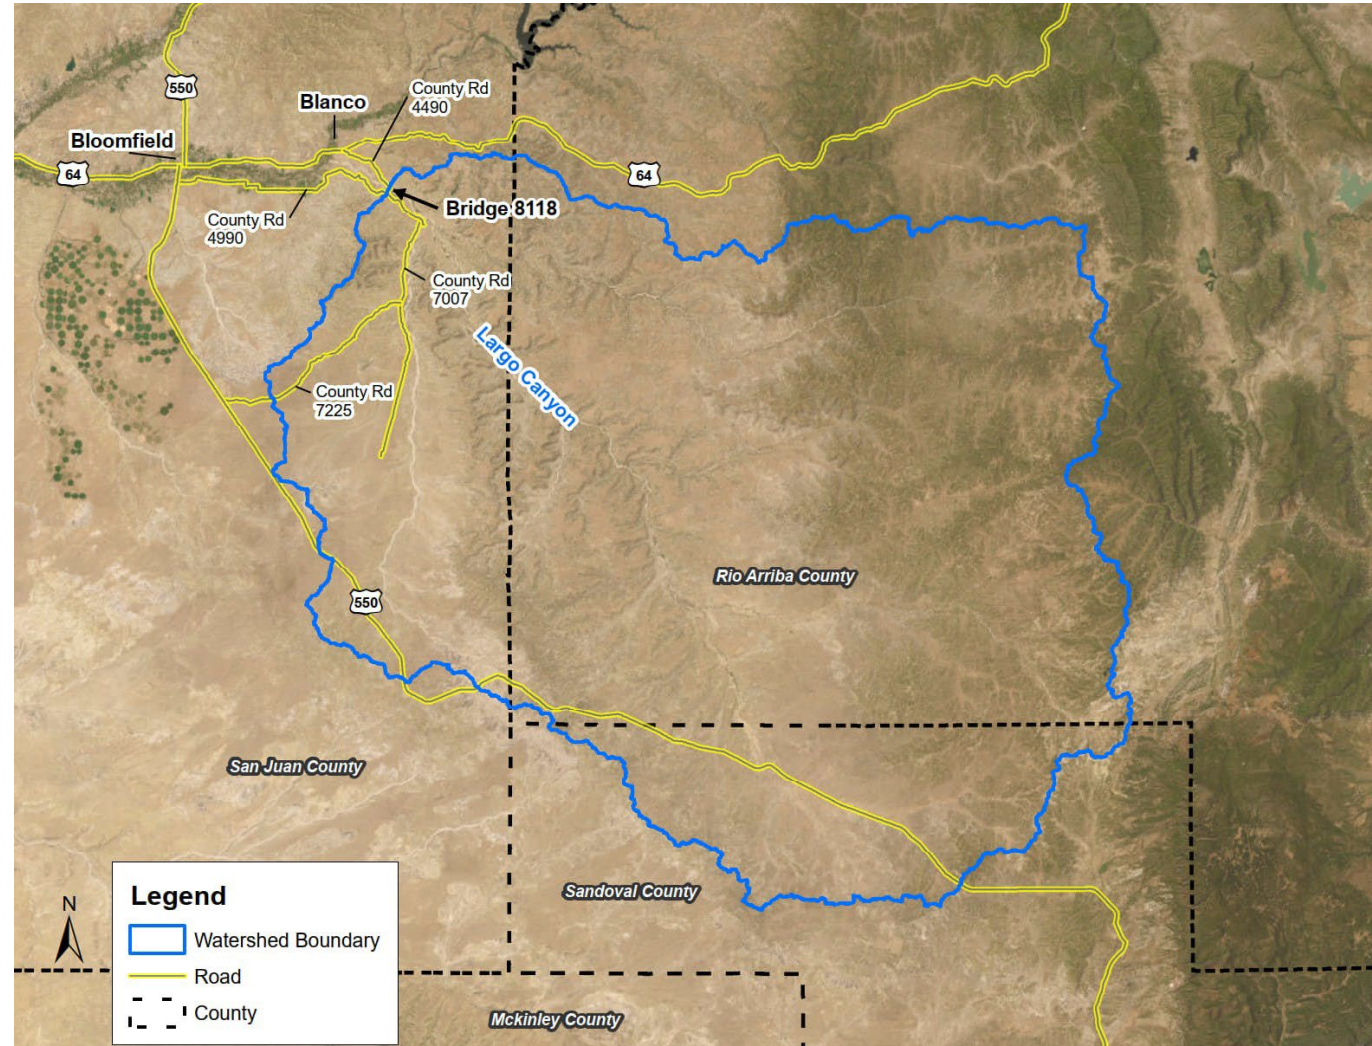 550
County Rd
4490
Blanco
Bloomfield
64
64
County Rd
4990
Bridge 8118
County Rd
7007
Largo Canyon
County Rd
7225
Rio Arriba County
550
San Juan County
Sandoval County
Legend
N
Watershed Boundary
Road
County
Mckinley County